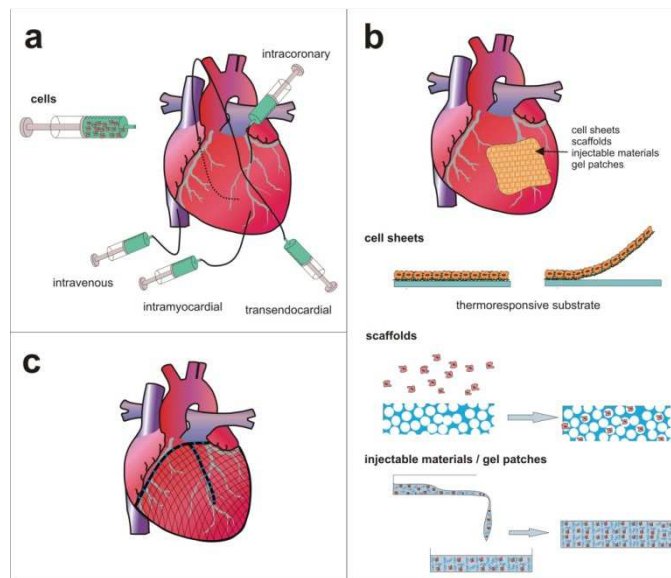 a
intracoronary
cells
intravenous
intramyocardial
transendocardial
b
cell sheets
scaffolds
injectable materials
gel patches
cell sheets
thermoresponsive substrate
scaffolds
injectable materials / gel patches
c